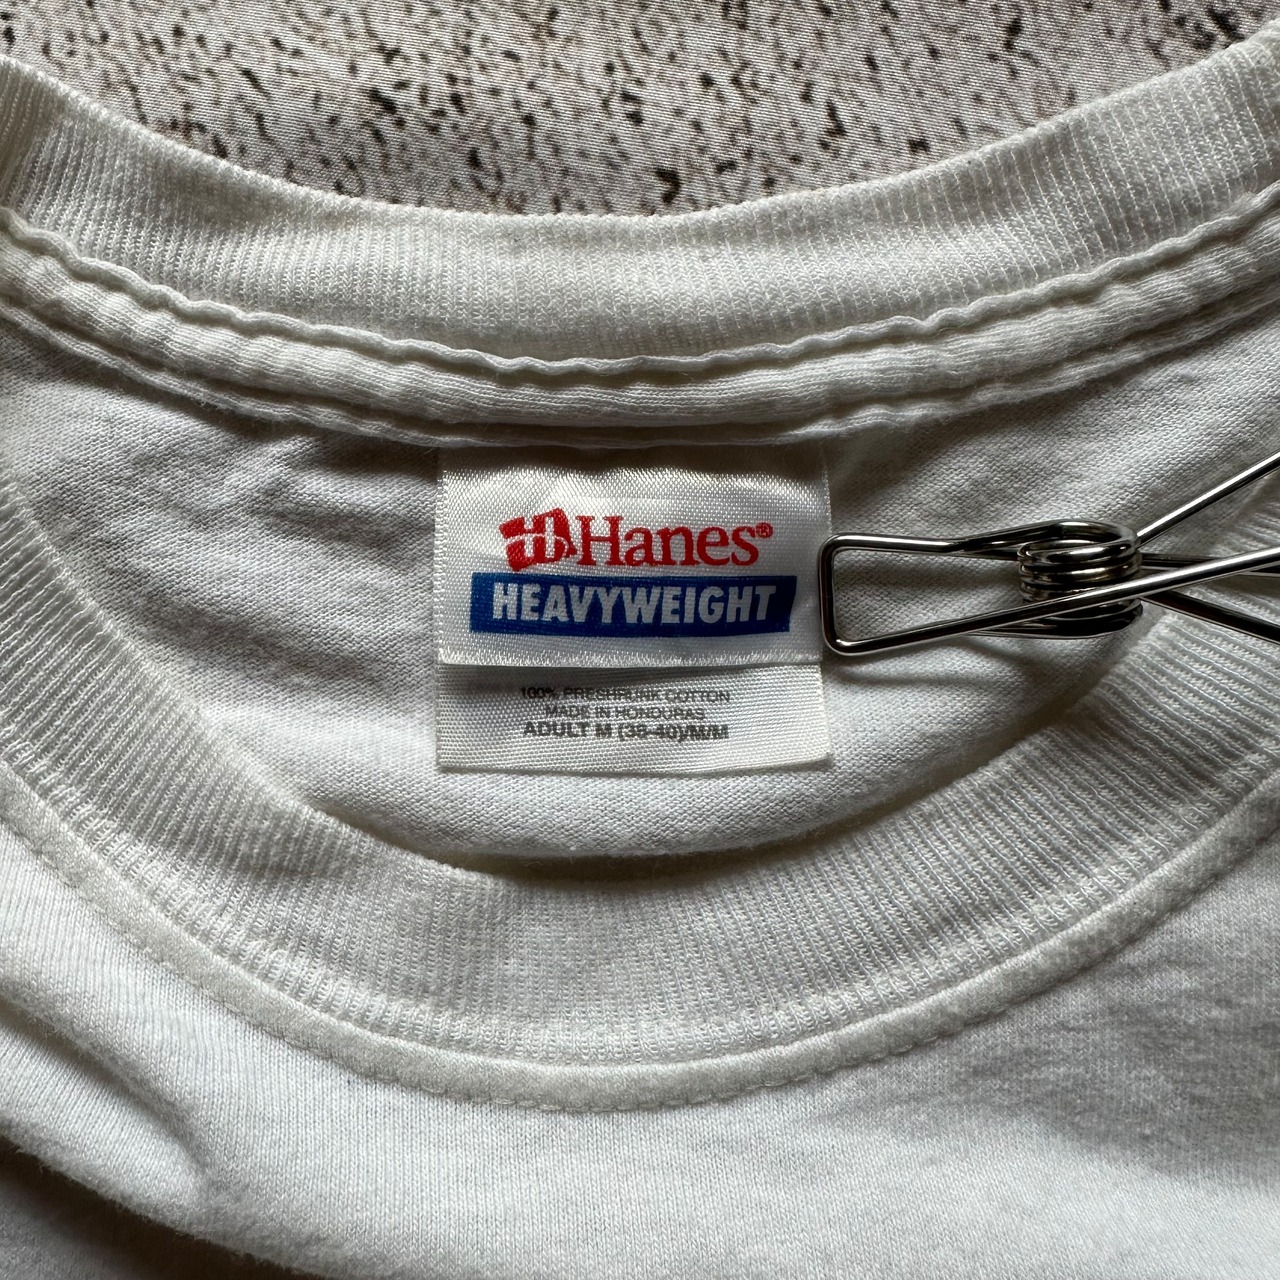 Hanes®
HEAVYWEIGHT
100% PRESHRUNK COTTON
MADE IN HONDURAS
ADULT M (38-40)/M/M